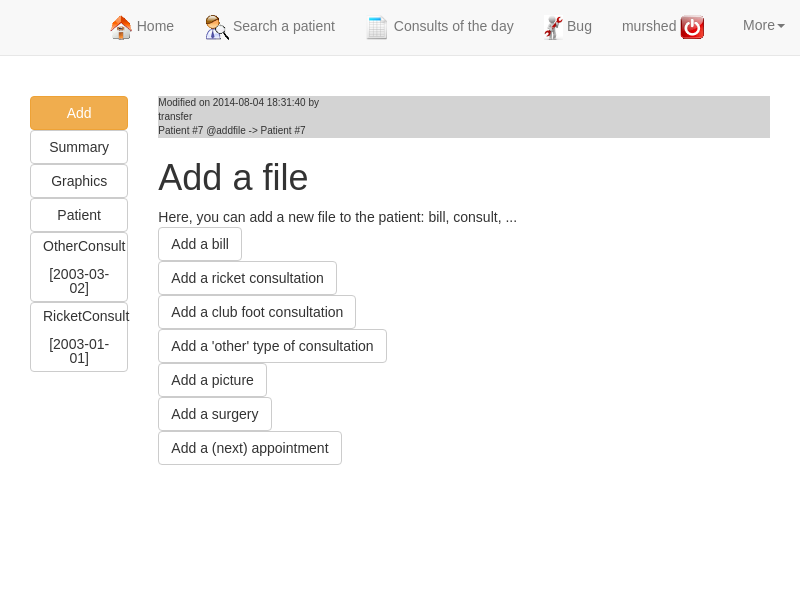 Home
Search a patient
Consults of the day
Bug
murshed
More
Add
Summary
Graphics
Patient
OtherConsult
[2003-03-
02]
RicketConsult
[2003-01-
01]
Modified on 2014-08-04 18:31:40 by
transfer
Patient #7 @addfile -> Patient #7
Add a file
Here, you can add a new file to the patient: bill, consult, ...
Add a bill
Add a ricket consultation
Add a club foot consultation
Add a 'other' type of consultation
Add a picture
Add a surgery
Add a (next) appointment